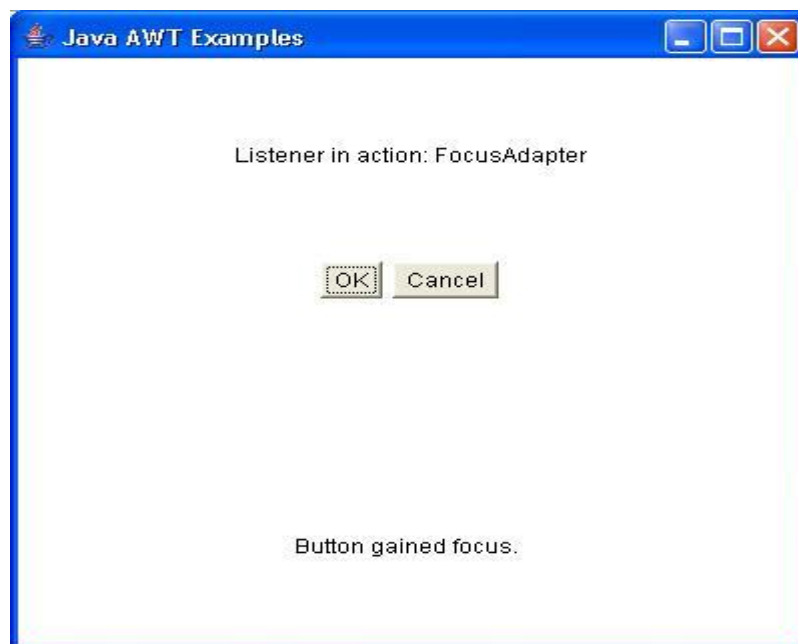 Java AWT Examples
Listener in action: FocusAdapter
OK Cancel
Button gained focus.